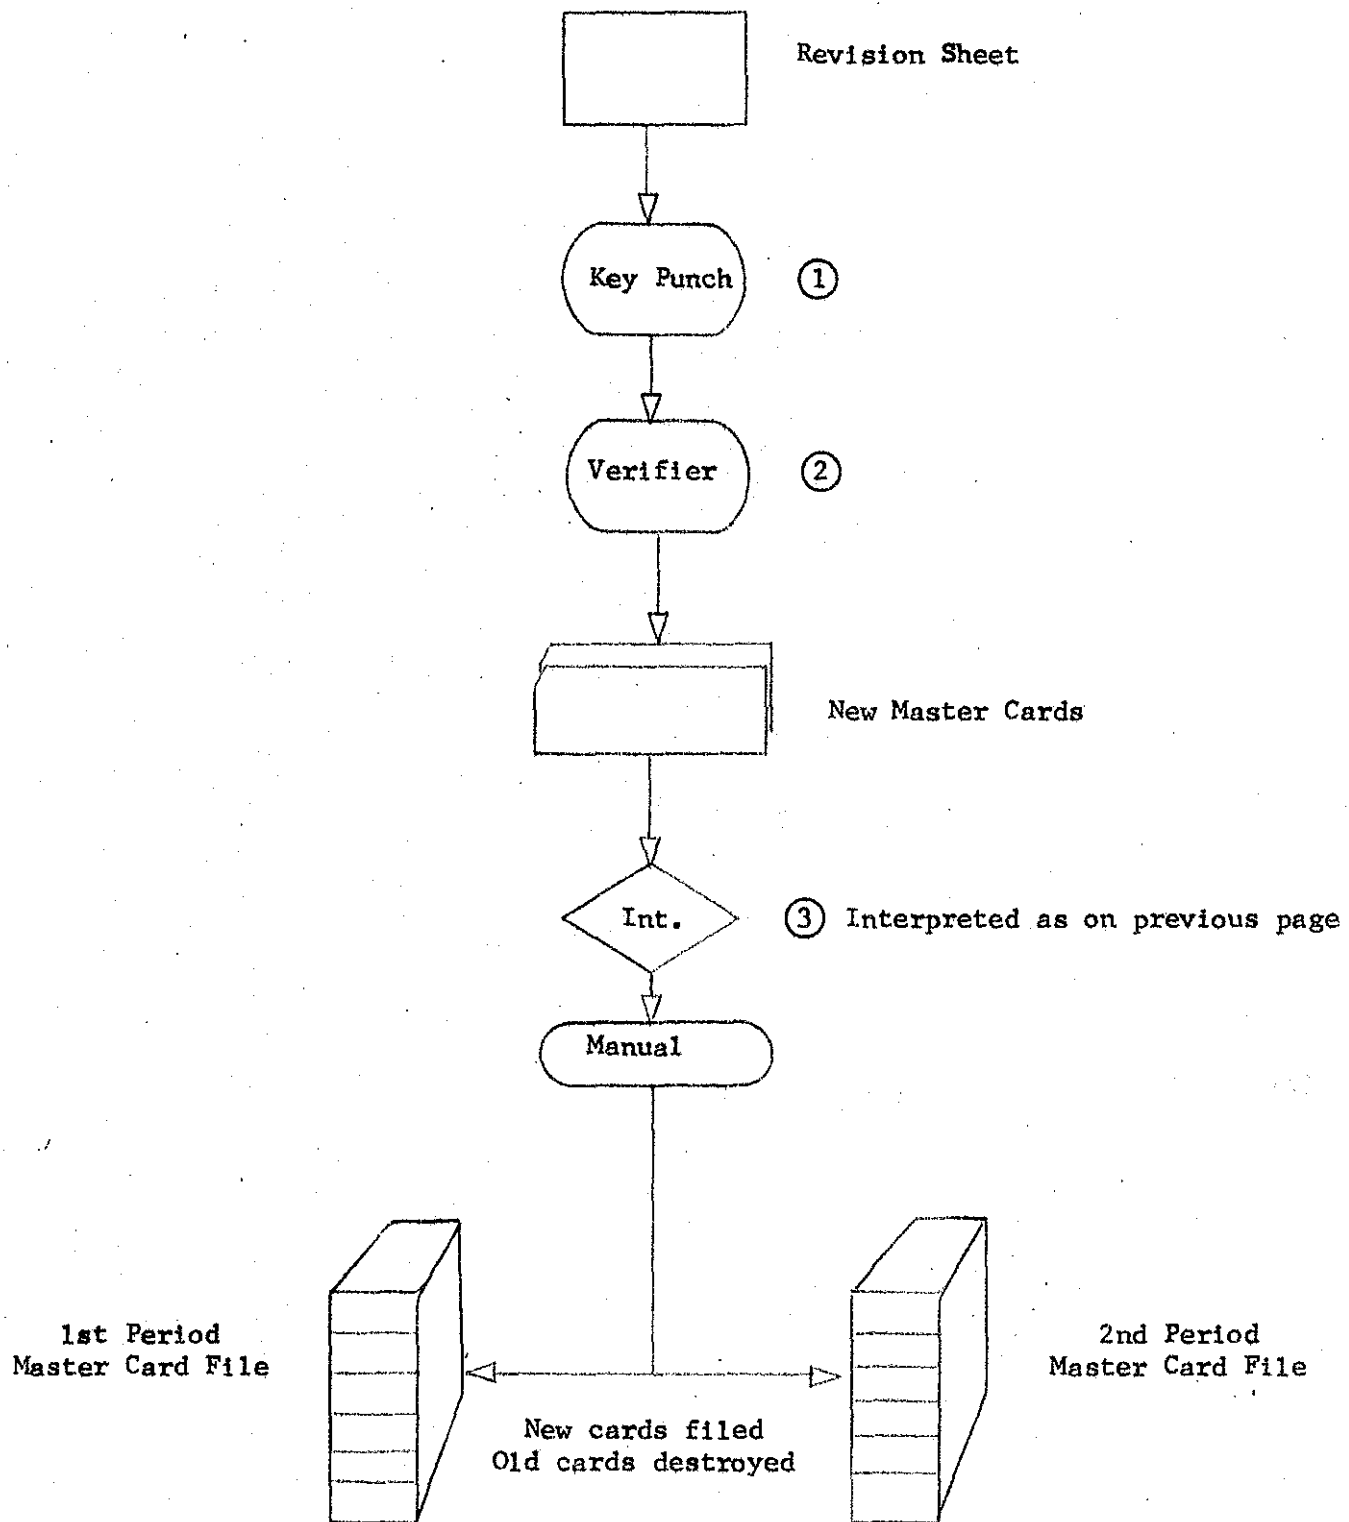 Revision Sheet
Key Punch
①
Verifier
②
New Master Cards
Int.
③ Interpreted as on previous page
Manual
1st Period
Master Card File
2nd Period
Master Card File
New cards filed
Old cards destroyed